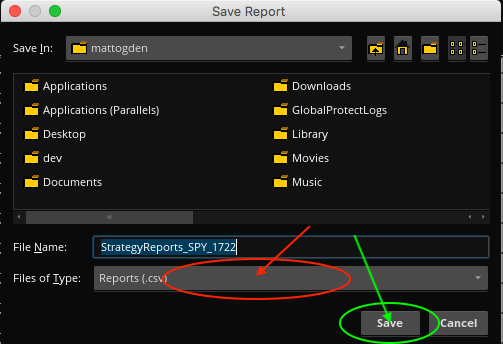 Save Report
Save In: mattogden
Applications Downloads
Applications (Parallels) GlobalProtectLogs
Desktop Library
dev Movies
Documents Music
File Name: StrategyReports_SPY_1722
Files of Type: Reports (.csv)
Save Cancel